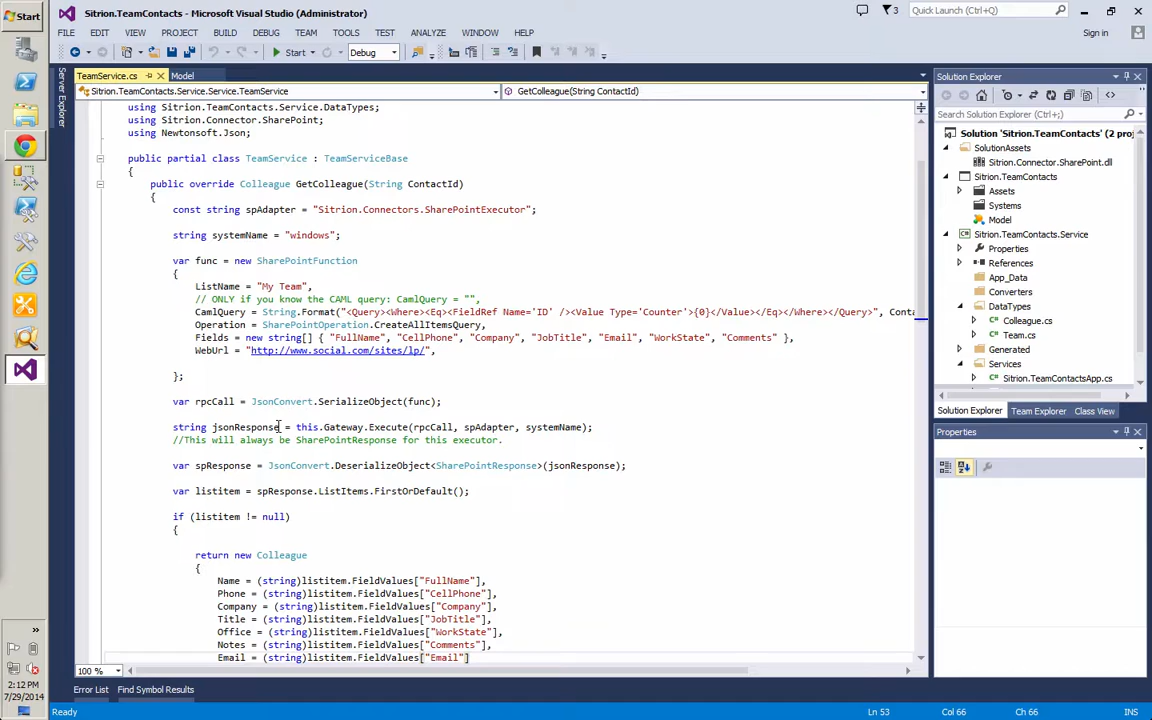 Start
Sitrion.TeamContacts - Microsoft Visual Studio (Administrator)
3
Quick Launch (Ctrl+Q)
FILE EDIT VIEW PROJECT BUILD DEBUG TEAM TOOLS TEST ANALYZE WINDOW HELP
Sign in
Start
Debug
Server Explorer
TeamService.cs
Model
Sitrion.TeamContacts.Service.Service.TeamService
GetColleague(String ContactId)
using Sitrion.TeamContacts.Service.DataTypes;
using Sitrion.Connector.SharePoint;
using Newtonsoft.Json;
public partial class TeamService : TeamServiceBase
{
public override Colleague GetColleague(String ContactId)
{
const string spAdapter = "Sitrion.Connectors.SharePointExecutor";
string systemName = "windows";
var func = new SharePointFunction
{
ListName = "My Team",
// ONLY if you know the CAML query: CamlQuery = "",
CamlQuery = String.Format("<Query><Where><Eq><FieldRef Name='ID' /><Value Type='Counter'>{0}</Value></Eq></Where></Query>", Conta
Operation = SharePointOperation.CreateAllItemsQuery,
Fields = new string[] { "FullName", "CellPhone", "Company", "JobTitle", "Email", "WorkState", "Comments" },
WebUrl = "http://www.social.com/sites/lp/",
};
var rpcCall = JsonConvert.SerializeObject(func);
string jsonResponse = this.Gateway.Execute(rpcCall, spAdapter, systemName);
//This will always be SharePointResponse for this executor.
var spResponse = JsonConvert.DeserializeObject<SharePointResponse>(jsonResponse);
var listitem = spResponse.ListItems.FirstOrDefault();
if (listitem != null)
{
return new Colleague
{
Name = (string)listitem.FieldValues["FullName"],
Phone = (string)listitem.FieldValues["CellPhone"],
Company = (string)listitem.FieldValues["Company"],
Title = (string)listitem.FieldValues["JobTitle"],
Office = (string)listitem.FieldValues["WorkState"],
Notes = (string)listitem.FieldValues["Comments"],
Email = (string)listitem.FieldValues["Email"]
100 %
Error List Find Symbol Results
Solution Explorer
Search Solution Explorer (Ctrl+;)
Solution 'Sitrion.TeamContacts' (2 proj
SolutionAssets
Sitrion.Connector.SharePoint.dll
Sitrion.TeamContacts
Assets
Systems
Model
Sitrion.TeamContacts.Service
Properties
References
App_Data
Converters
DataTypes
Colleague.cs
Team.cs
Generated
Services
Sitrion.TeamContactsApp.cs
Solution Explorer Team Explorer Class View
Properties
2:12 PM
7/29/2014
Ready
Ln 53
Col 66
Ch 66
INS